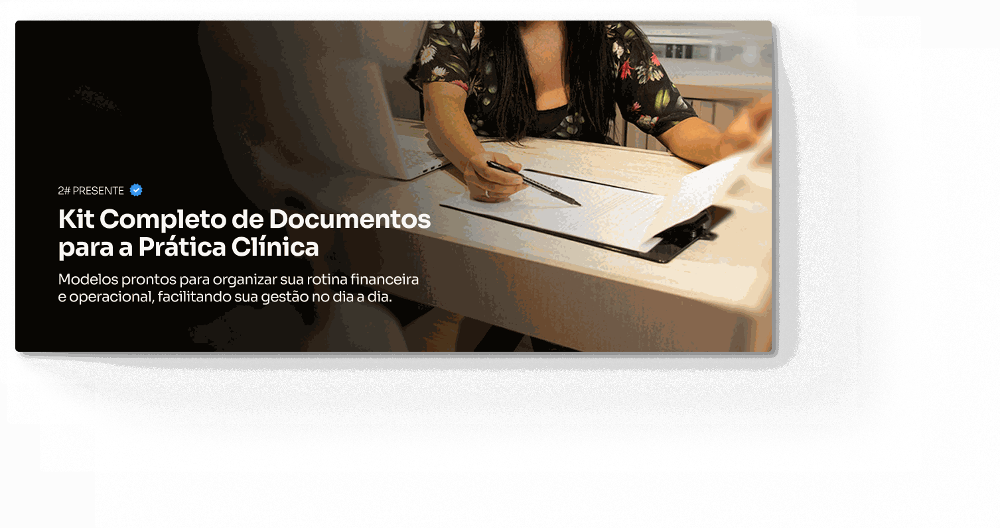 2# PRESENTE
Kit Completo de Documentos
para a Prática Clínica
Modelos prontos para organizar sua rotina financeira
e operacional, facilitando sua gestão no dia a dia.